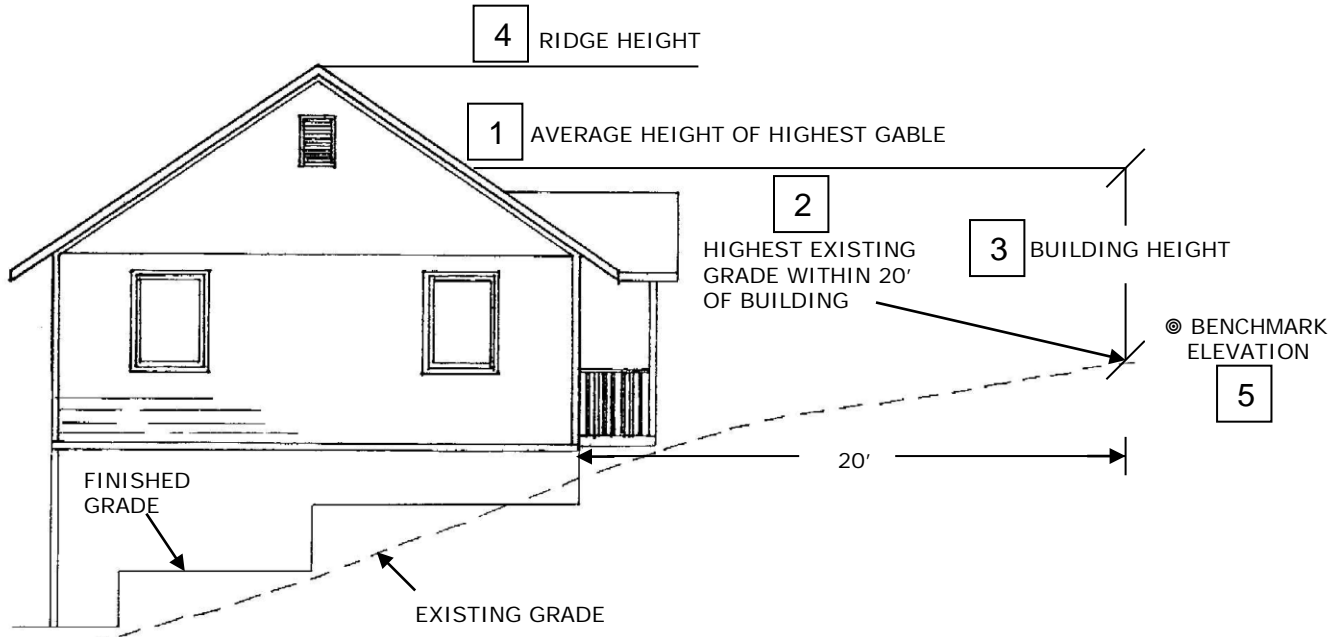 4 RIDGE HEIGHT
1 AVERAGE HEIGHT OF HIGHEST GABLE
2
HIGHEST EXISTING
GRADE WITHIN 20'
OF BUILDING
3 BUILDING HEIGHT
BENCHMARK
ELEVATION
5
20'
FINISHED
GRADE
EXISTING GRADE